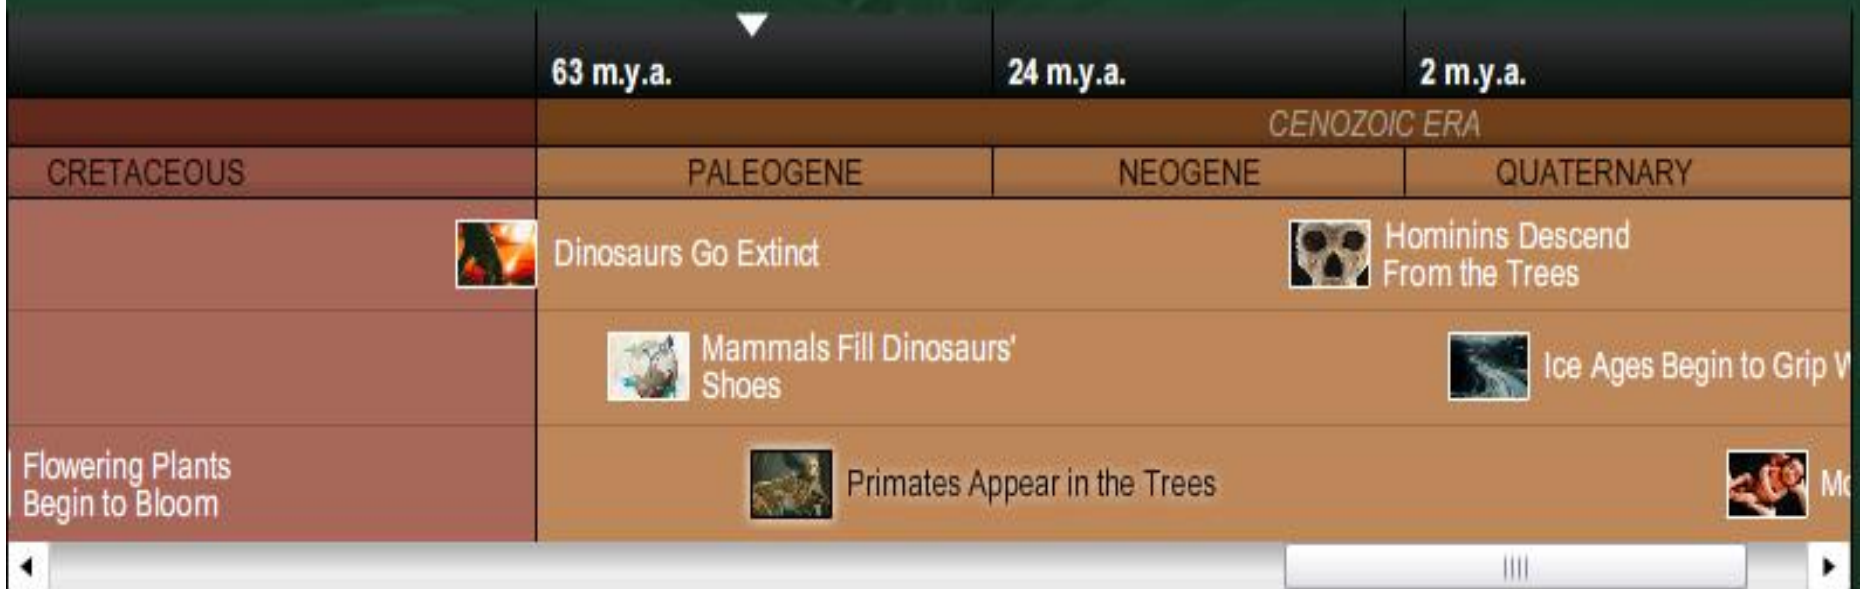 63 m.y.a. 24 m.y.a. 2 m.y.a.
CENOZOIC ERA
CRETACEOUS PALEOGENE NEOGENE QUATERNARY
Dinosaurs Go Extinct
Hominins Descend
From the Trees
Mammals Fill Dinosaurs'
Shoes
Ice Ages Begin to Grip
Flowering Plants
Begin to Bloom
Primates Appear in the Trees